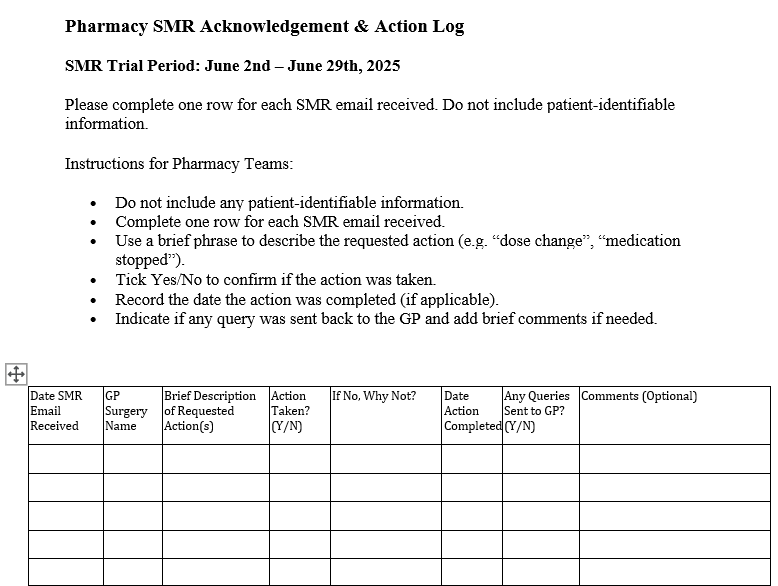 Pharmacy SMR Acknowledgement & Action Log
SMR Trial Period: June 2nd – June 29th, 2025
Please complete one row for each SMR email received. Do not include patient-identifiable
information.
Instructions for Pharmacy Teams:
• Do not include any patient-identifiable information.
• Complete one row for each SMR email received.
• Use a brief phrase to describe the requested action (e.g. “dose change”, “medication
stopped”).
• Tick Yes/No to confirm if the action was taken.
• Record the date the action was completed (if applicable).
• Indicate if any query was sent back to the GP and add brief comments if needed.
Date SMR
Email
Received
GP
Surgery
Name
Brief Description
of Requested
Action(s)
Action
Taken?
(Y/N)
If No, Why Not?
Date
Action
Completed
Any Queries
Sent to GP?
(Y/N)
Comments (Optional)